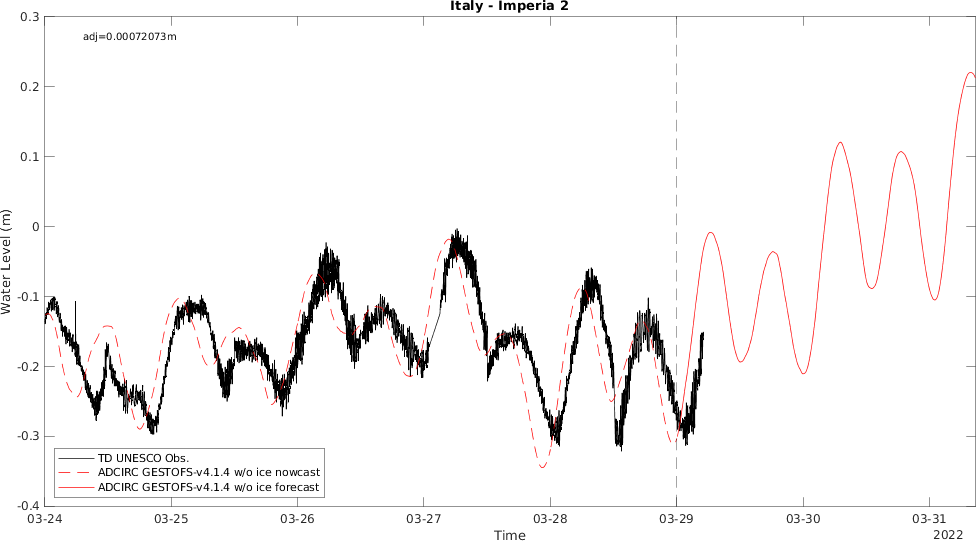 Italy - Imperia 2
adj=0.00072073m
0.3
0.2
0.1
0
-0.1
-0.2
-0.3
-0.4
Water Level (m)
TD UNESCO Obs.
ADCIRC GESTOFS-v4.1.4 w/o ice nowcast
ADCIRC GESTOFS-v4.1.4 w/o ice forecast
03-24 03-25 03-26 03-27 03-28 03-29 03-30 03-31
Time
2022